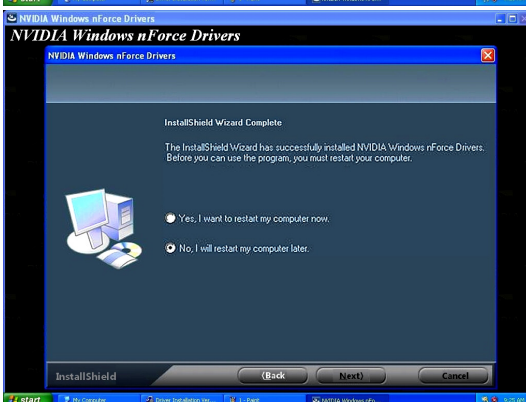 NVIDIA Windows nForce Drivers
NVIDIA Windows nForce Drivers
NVIDIA Windows nForce Drivers
InstallShield Wizard Complete
The InstallShield Wizard has successfully installed NVIDIA Windows nForce Drivers.
Before you can use the program, you must restart your computer.
Yes, I want to restart my computer now.
No, I will restart my computer later.
InstallShield
(Back Next) Cancel
start My Computer Driver Installation Ver... 1 - Paint NVIDIA Windows nFo... 9:25 AM